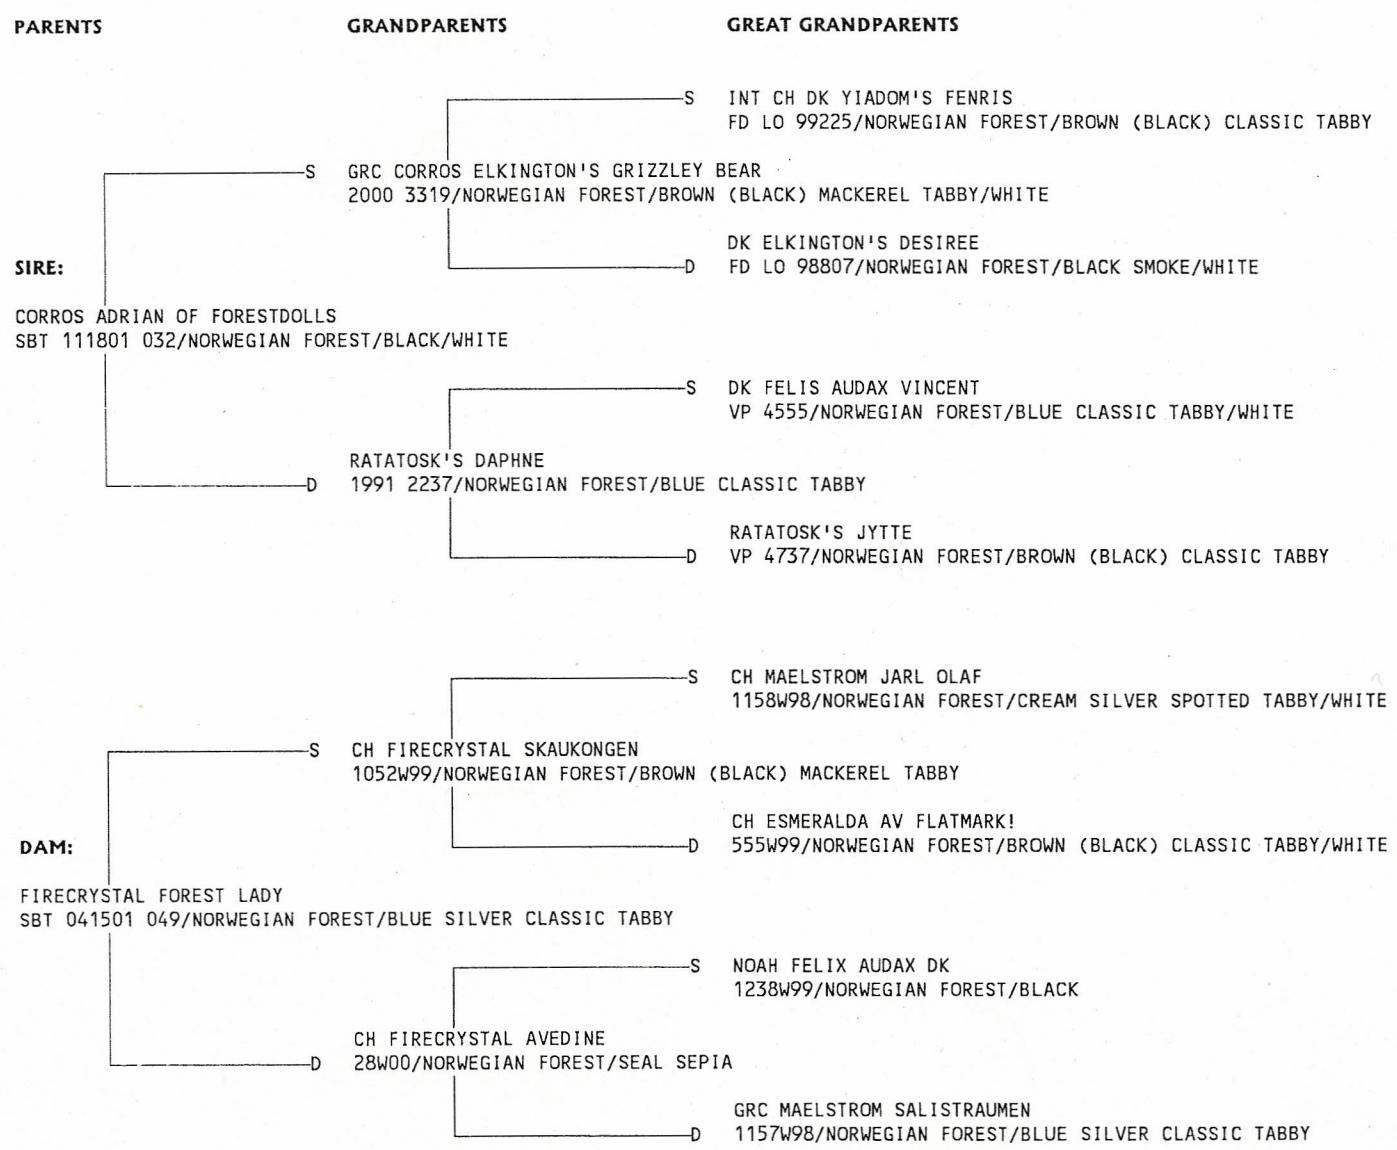 PARENTS GRANDPARENTS GREAT GRANDPARENTS
S INT CH DK YIADOM'S FENRIS
FD LO 99225/NORWEGIAN FOREST/BROWN (BLACK) CLASSIC TABBY
S GRC CORROS ELKINGTON'S GRIZZLEY BEAR
2000 3319/NORWEGIAN FOREST/BROWN (BLACK) MACKEREL TABBY/WHITE
DK ELKINGTON'S DESIREE
D FD LO 98807/NORWEGIAN FOREST/BLACK SMOKE/WHITE
SIRE:
CORROS ADRIAN OF FORESTDOLLS
SBT 111801 032/NORWEGIAN FOREST/BLACK/WHITE
S DK FELIS AUDAX VINCENT
VP 4555/NORWEGIAN FOREST/BLUE CLASSIC TABBY/WHITE
RATATOSK'S DAPHNE
D 1991 2237/NORWEGIAN FOREST/BLUE CLASSIC TABBY
RATATOSK'S JYTTE
D VP 4737/NORWEGIAN FOREST/BROWN (BLACK) CLASSIC TABBY
S CH MAELSTROM JARL OLAF
1158W98/NORWEGIAN FOREST/CREAM SILVER SPOTTED TABBY/WHITE
S CH FIRECRYSTAL SKAUKONGEN
1052W99/NORWEGIAN FOREST/BROWN (BLACK) MACKEREL TABBY
CH ESMERALDA AV FLATMARK!
D 555W99/NORWEGIAN FOREST/BROWN (BLACK) CLASSIC TABBY/WHITE
DAM:
FIRECRYSTAL FOREST LADY
SBT 041501 049/NORWEGIAN FOREST/BLUE SILVER CLASSIC TABBY
S NOAH FELIX AUDAX DK
1238W99/NORWEGIAN FOREST/BLACK
CH FIRECRYSTAL AVEDINE
D 28W00/NORWEGIAN FOREST/SEAL SEPIA
GRC MAELSTROM SALISTRAUMEN
D 1157W98/NORWEGIAN FOREST/BLUE SILVER CLASSIC TABBY